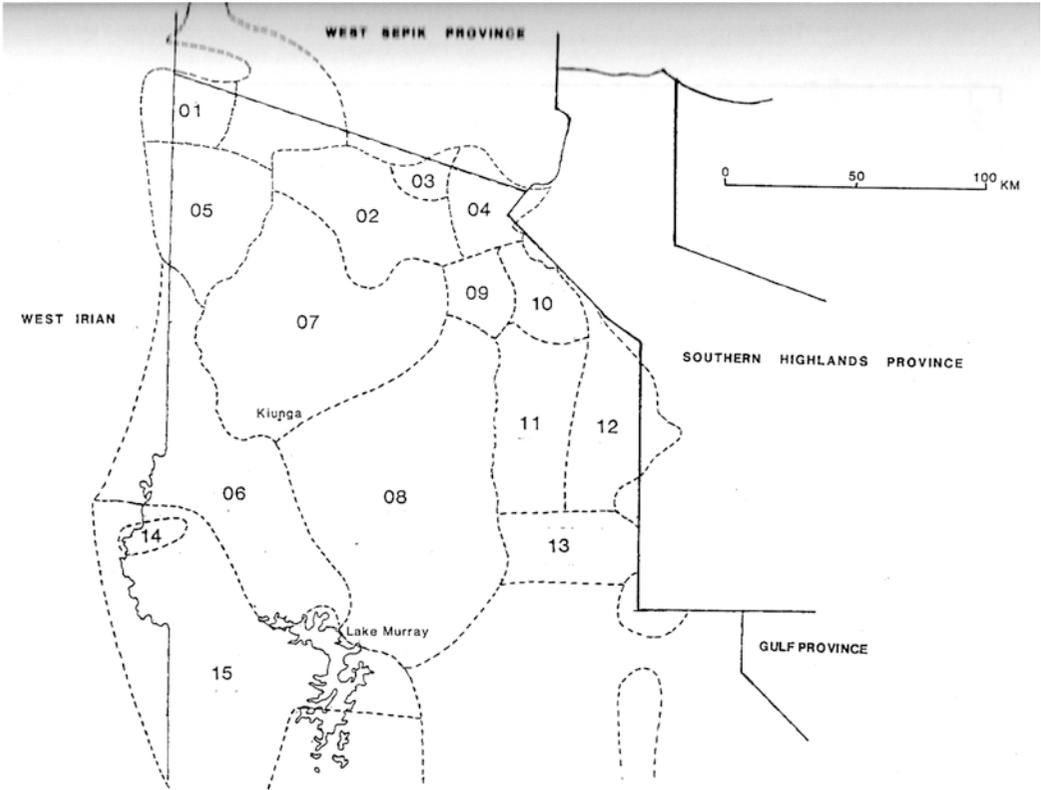 WEST SEPIK PROVINCE
01
0 50 100 KM
03
05
02
04
09
10
WEST IRIAN
07
SOUTHERN HIGHLANDS PROVINCE
Kiunga
11
12
06
08
14
13
Lake Murray
GULF PROVINCE
15